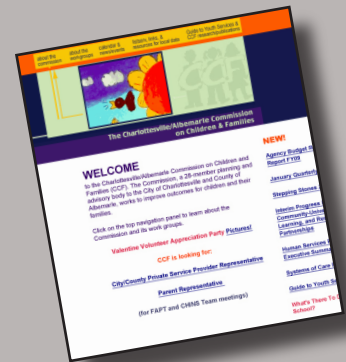 about the
commission
about the
workgroups
calendar &
newsletters
factoids, links, &
resources for local data
Guide to Youth Services &
CCF research/publications
The Charlottesville/Albemarle Commission
on Children & Families
WELCOME
to the Charlottesville/Albemarle Commission on Children and
Families (CCF). The Commission, a 26-member planning and
advisory body to the City of Charlottesville and County of
Albemarle, works to improve outcomes for children and their
families.
Click on the top navigation panel to learn about the
Commission and its work groups.
Valentine Volunteer Appreciation Party Pictures!
CCF is looking for:
City/County Private Service Provider Representative
Parent Representative
(for FAPT and CHiNS Team meetings)
NEW!
Agency Budget
Report FY09
January Quarterly
Stepping Stones
Interim Progress
Community-
Learning, and
Partnerships
Human Services
Executive
Systems of Care
Guide to Youth
What's There To
School?